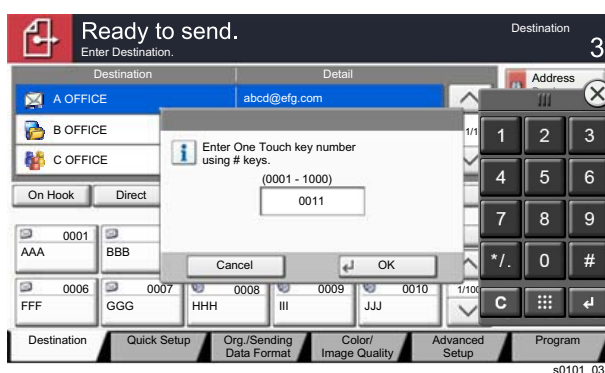 Ready to send.
Destination
Enter Destination.
3
Destination
Detail
Address
A OFFICE
abcd@efg.com
B OFFICE
1/1
C OFFICE
Enter One Touch key number
using # keys.
(0001 - 1000)
0011
On Hook
Direct
0001
AAA
BBB
Cancel
OK
0006
0007
0008
0009
0010
1/100
FFF
GGG
HHH
III
JJJ
1
2
3
4
5
6
7
8
9
*/.
0
#
C
Destination
Quick Setup
Org./Sending
Data Format
Color/
Image Quality
Advanced
Setup
Program
s0101_03